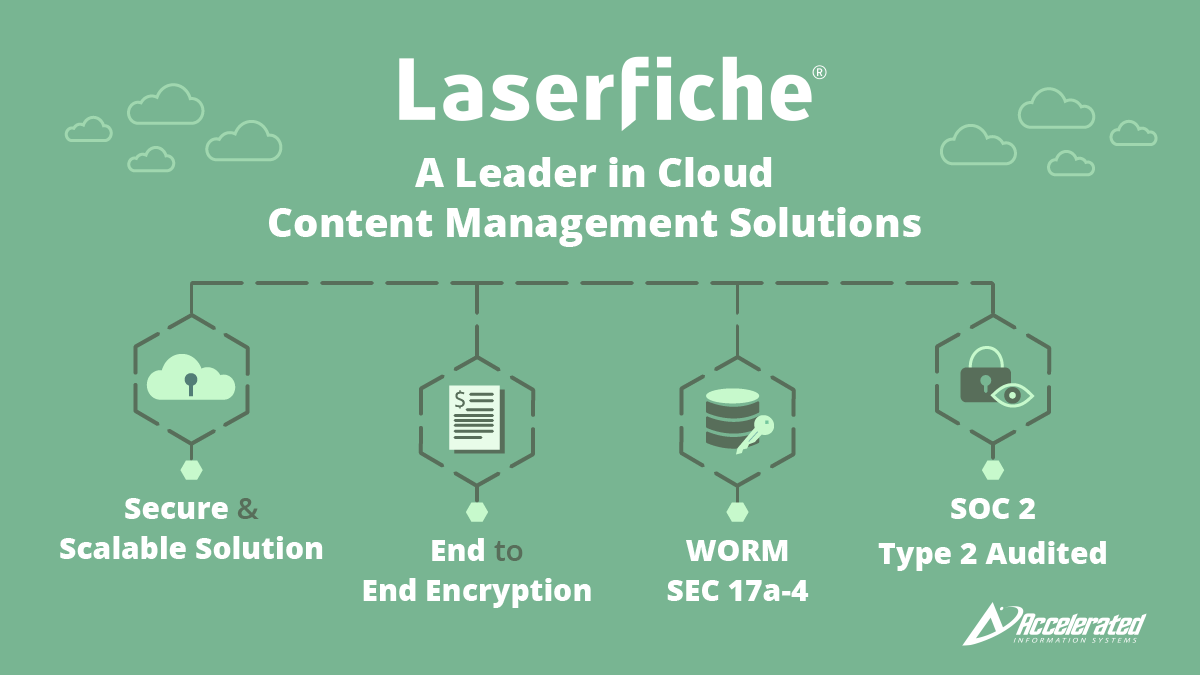 Laserfiche®
A Leader in Cloud
Content Management Solutions
$
Secure &
Scalable Solution
End to
End Encryption
WORM
SEC 17a-4
SOC 2
Type 2 Audited
Accelerated
INFORMATION SYSTEMS